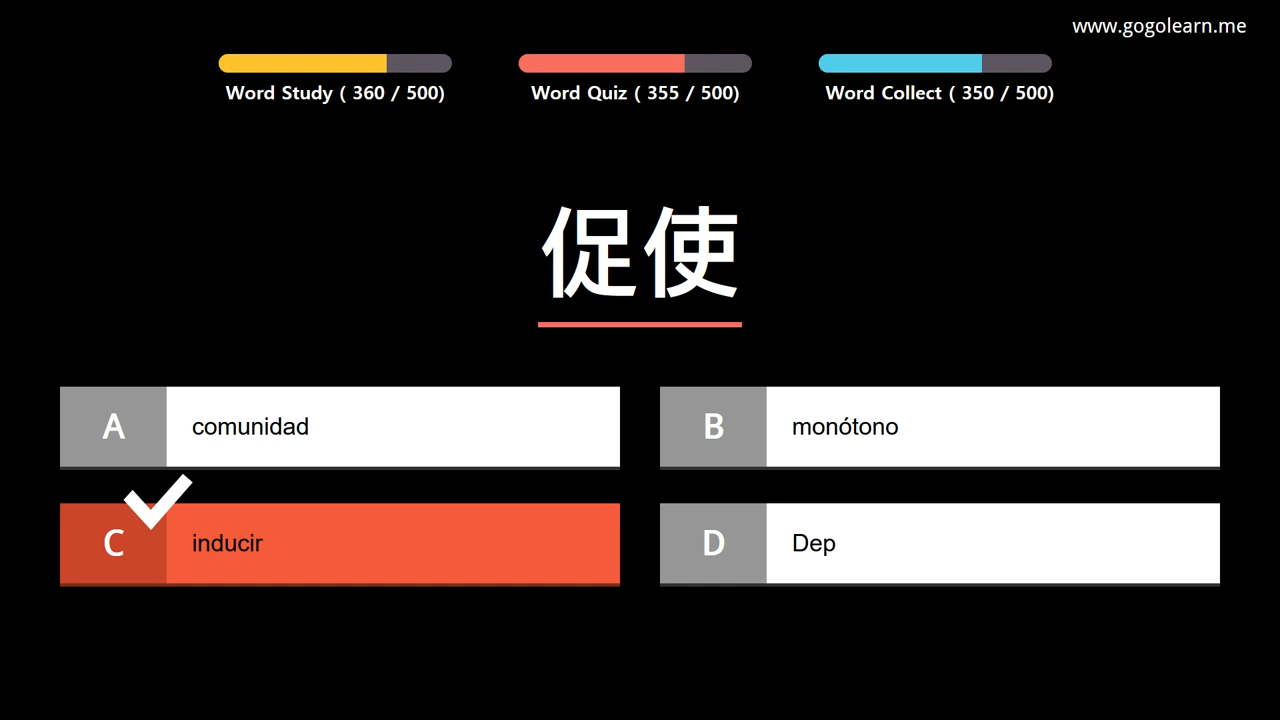 www.gogolearn.me
Word Study ( 360 / 500)
Word Quiz ( 355 / 500)
Word Collect ( 350 / 500)
促使
A comunidad
B monótono
C inducir
D Dep